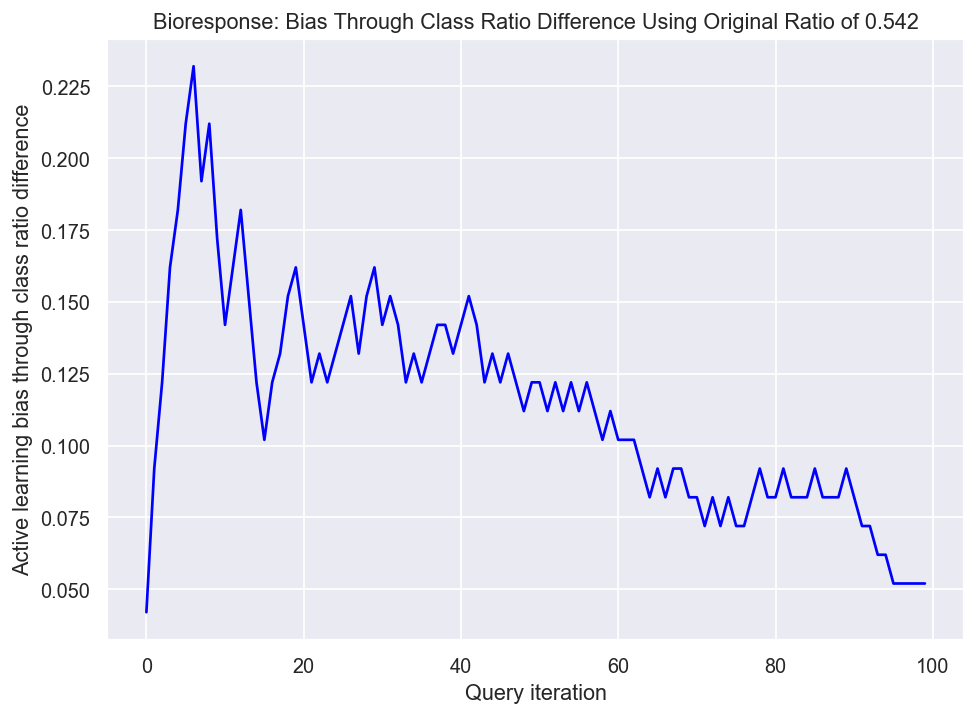 Bioresponse: Bias Through Class Ratio Difference Using Original Ratio of 0.542
Active learning bias through class ratio difference
0.225
0.200
0.175
0.150
0.125
0.100
0.075
0.050
0 20 40 60 80 100
Query iteration